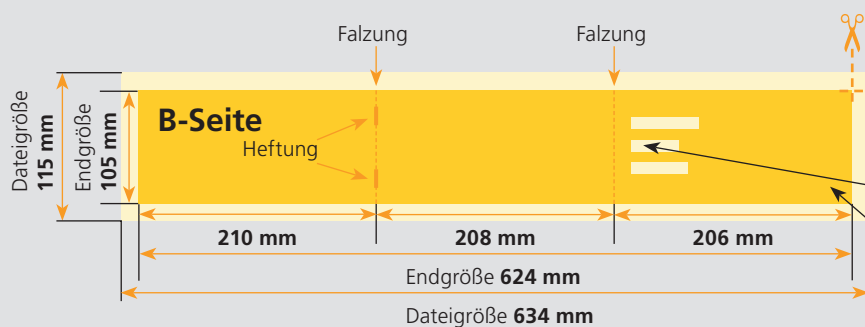 Falzung
Falzung
Dateigröße
115 mm
Endgröße
105 mm
B-Seite
Heftung
210 mm
208 mm
206 mm
Endgröße 624 mm
Dateigröße 634 mm